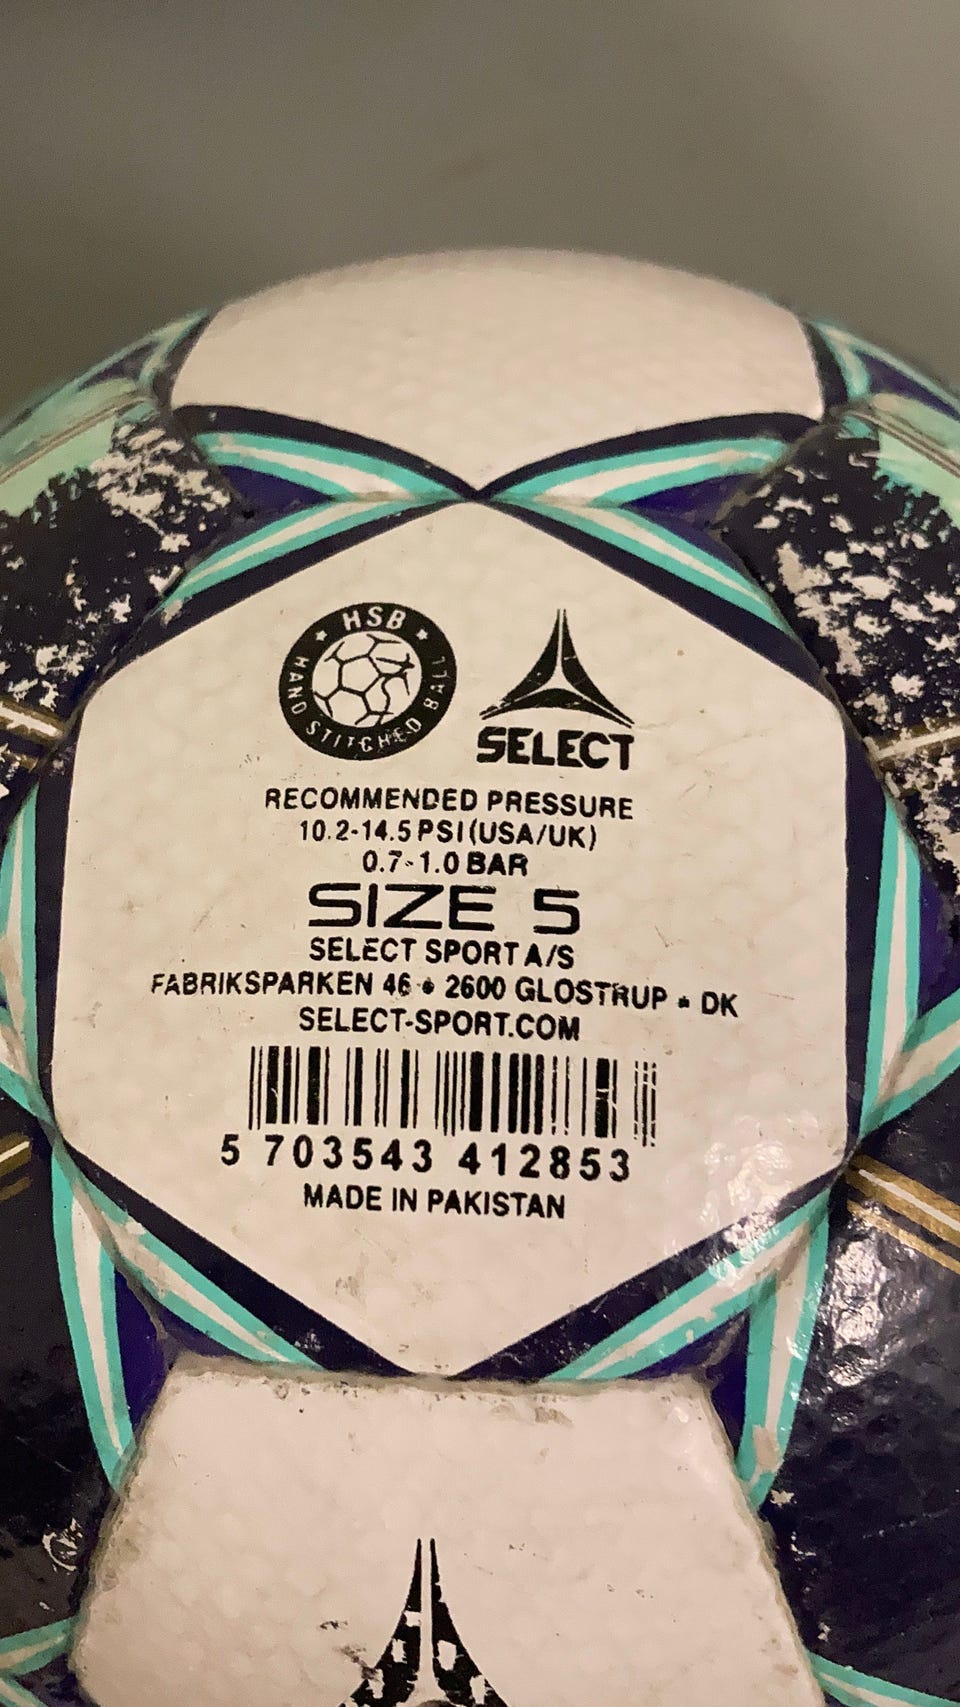 HSB
HAND STITCHED BALL
SELECT
RECOMMENDED PRESSURE
10.2-14.5 PSI (USA/UK)
0.7-1.0 BAR
SIZE 5
SELECT SPORT A/S
FABRIKSPARKEN 46 • 2600 GLOSTRUP • DK
SELECT-SPORT.COM
5 703543 412853
MADE IN PAKISTAN